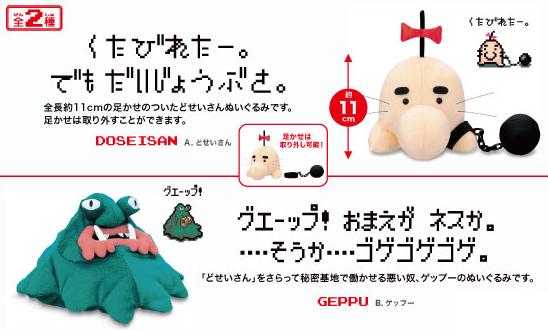 全2種
ぜん しゅ
くたびれたー。
でもだいじょうぶさ。
全長約11cmの足かせのついたどせいさんぬいぐるみです。
足かせは取り外すことができます。
DOSEISAN A. どせいさん
約
11
cm
くたびれたー。
足かせは
取り外し可能!
グエーップ!
グエーップ! おまえが ネスか。
‥‥そうか‥‥ゴゲゴゲゴゲ。
「どせいさん」をさらって秘密基地で働かせる悪い奴、ゲップーのぬいぐるみです。
GEPPU B. ゲップー